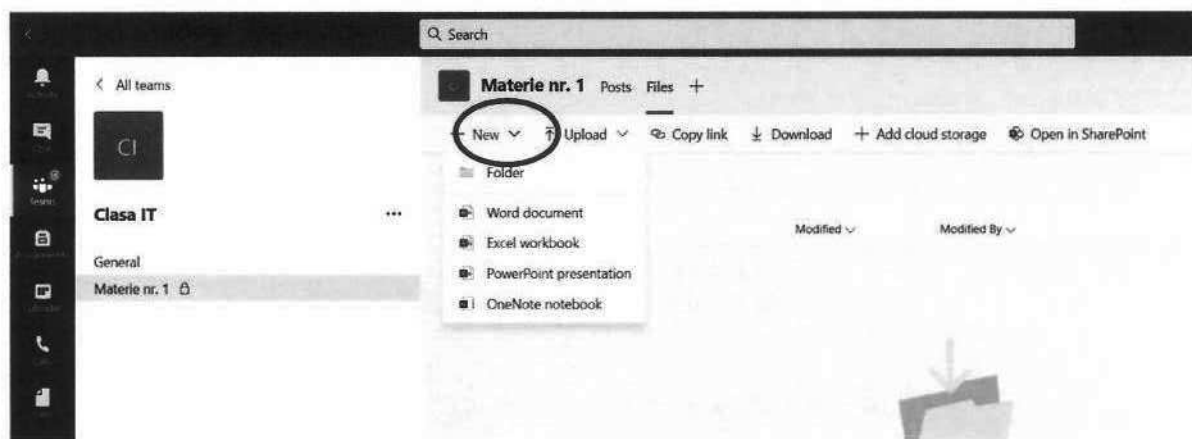 Search
All teams
CI
Clasa IT
...
General
Materie nr. 1
Materie nr. 1 Posts Files +
+ New Upload Copy link Download + Add cloud storage Open in SharePoint
Folder
Word document
Excel workbook
PowerPoint presentation
OneNote notebook
Modified Modified By